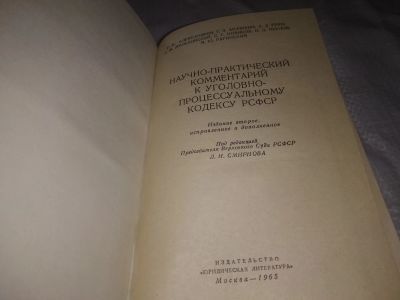 НАУЧНО-ПРАКТИЧЕСКИЙ
КОММЕНТАРИЙ
К УГОЛОВНО-
ПРОЦЕССУАЛЬНОМУ
КОДЕКСУ РСФСР
Издание второе,
исправленное и дополненное
Под редакцией
Председателя Верховного Суда РСФСР
Л. Н. СМИРНОВА
ИЗДАТЕЛЬСТВО
«ЮРИДИЧЕСКАЯ ЛИТЕРАТУРА»
Москва — 1965